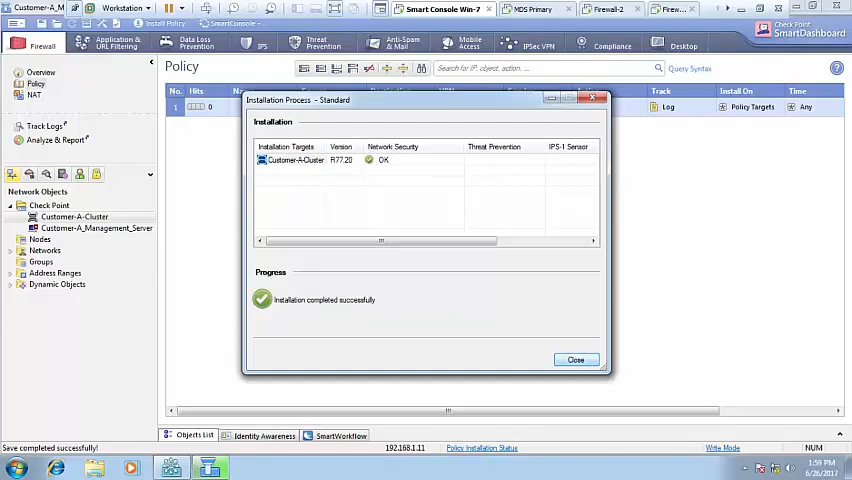 Customer-A_M
Workstation
Smart Console Win-7
MDS Primary
Firewall-2
Firew...
Install Policy
SmartConsole
Check Point
SmartDashboard
Firewall
Application & URL Filtering
Data Loss Prevention
IPS
Threat Prevention
Anti-Spam & Mail
Mobile Access
IPSec VPN
Compliance
Desktop
Overview
Policy
NAT
Track Logs
Analyze & Report
Network Objects
Check Point
Customer-A-Cluster
Customer-A_Management_Server
Nodes
Networks
Groups
Address Ranges
Dynamic Objects
Policy
Search for IP, object, action, ...
Query Syntax
No.
Hits
Track
Install On
Time
1
0
Log
Policy Targets
Any
Installation Process - Standard
Installation
Installation Targets
Version
Network Security
Threat Prevention
IPS-1 Sensor
Customer-A-Cluster
R77.20
OK
Progress
Installation completed successfully
Close
Objects List
Identity Awareness
SmartWorkflow
Save completed successfully!
192.168.1.11
Policy Installation Status
Write Mode
NUM
1:59 PM
6/26/2017